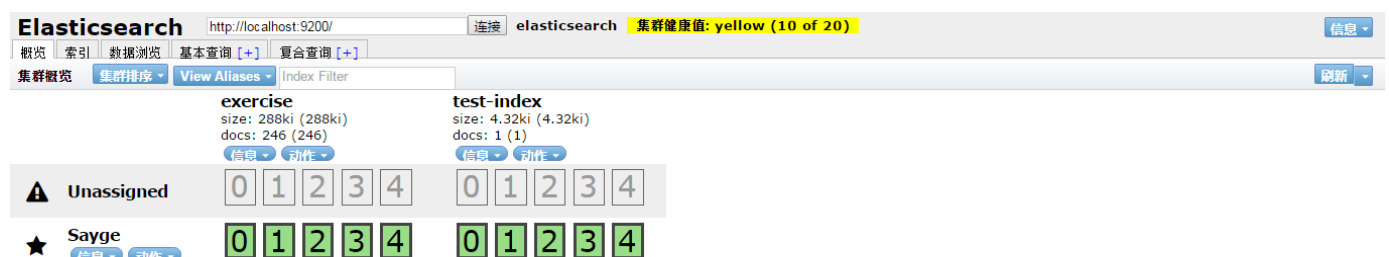 Elasticsearch http://localhost:9200/ 连接 elasticsearch 集群健康值: yellow (10 of 20) 信息
概览 索引 数据浏览 基本查询 [+] 复合查询 [+]
集群概览 集群排序 View Aliases Index Filter 刷新
exercise test-index
size: 288ki (288ki) size: 4.32ki (4.32ki)
docs: 246 (246) docs: 1 (1)
信息 动作 信息 动作
Unassigned 0 1 2 3 4 0 1 2 3 4
Sayge 0 1 2 3 4 0 1 2 3 4
信息 动作